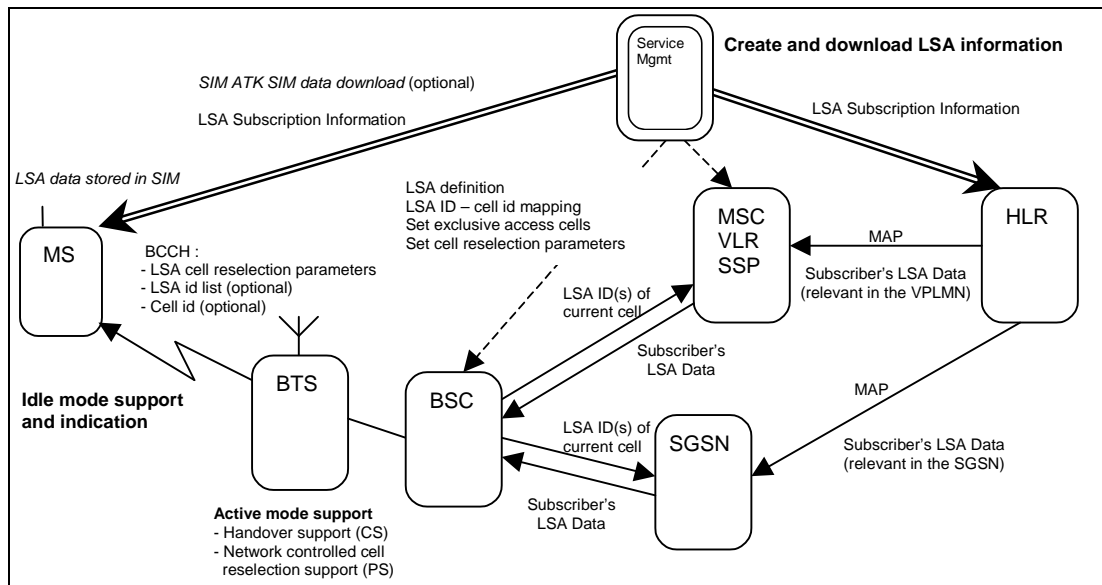 Service
Mgmt
Create and download LSA information
SIM ATK SIM data download (optional)
LSA Subscription Information
LSA Subscription Information
LSA data stored in SIM
LSA definition
LSA ID – cell id mapping
Set exclusive access cells
Set cell reselection parameters
MSC
VLR
SSP
HLR
MS
BCCH :
- LSA cell reselection parameters
- LSA id list (optional)
- Cell id (optional)
MAP
Subscriber's LSA Data
(relevant in the VPLMN)
LSA ID(s) of
current cell
Subscriber's
LSA Data
BTS
BSC
Idle mode support
and indication
MAP
LSA ID(s) of
current cell
SGSN
Subscriber's LSA Data
(relevant in the SGSN)
Subscriber's
LSA Data
Active mode support
- Handover support (CS)
- Network controlled cell
reselection support (PS)